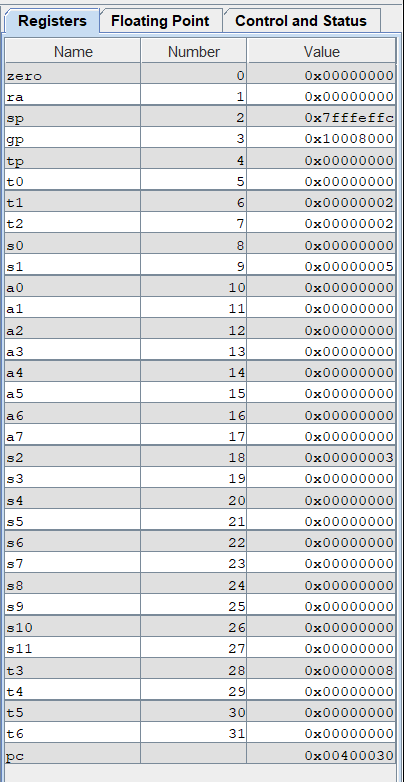 Registers Floating Point Control and Status
Name Number Value
zero 0 0x00000000
ra 1 0x00000000
sp 2 0x7fffeffc
gp 3 0x10008000
tp 4 0x00000000
t0 5 0x00000000
t1 6 0x00000002
t2 7 0x00000002
s0 8 0x00000000
s1 9 0x00000005
a0 10 0x00000000
a1 11 0x00000000
a2 12 0x00000000
a3 13 0x00000000
a4 14 0x00000000
a5 15 0x00000000
a6 16 0x00000000
a7 17 0x00000000
s2 18 0x00000003
s3 19 0x00000000
s4 20 0x00000000
s5 21 0x00000000
s6 22 0x00000000
s7 23 0x00000000
s8 24 0x00000000
s9 25 0x00000000
s10 26 0x00000000
s11 27 0x00000000
t3 28 0x00000008
t4 29 0x00000000
t5 30 0x00000000
t6 31 0x00000000
pc 0x00400030